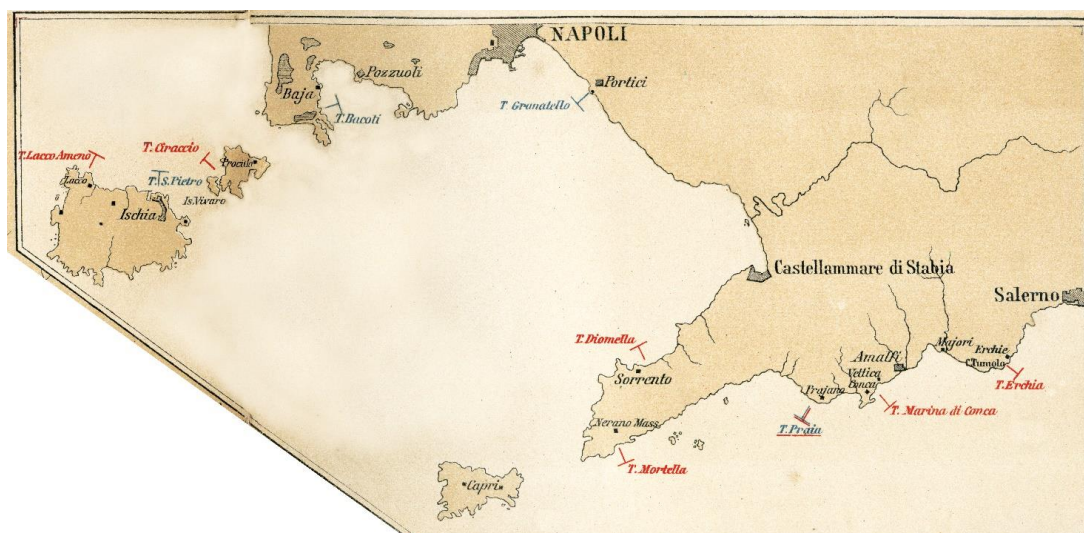 NAPOLI
Pozzuoli
Baja
Portici
T. Granatello
T. Bacoli
T. Lacco Ameno
T. Ciraccio
Procida
Lacco
T. S. Pietro
Is. Vivaro
Ischia
Castellammare di Stabia
Salerno
T. Diomella
Sorrento
Amalfi
Majori
Erchie
C. Tumolo
Vettica
Conca
Prajano
T. Erchia
T. Marina di Conca
Nerano Mass.
T. Praia
T. Mortella
Capri